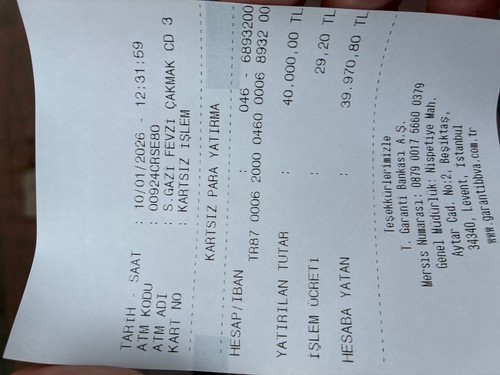 TARİH - SAAT : 10/01/2026 - 12:31:59
ATM KODU : 00924CRSE80
ATM ADI : S.GAZİ FEVZİ ÇAKMAK CD 3
KART NO : KARTSIZ İŞLEM
KARTSIZ PARA YATIRMA
HESAP/IBAN : 046 - 6893200
TR87 0006 2000 0460 0006 8932 00
YATIRILAN TUTAR : 40.000,00 TL
İŞLEM ÜCRETİ : 29,20 TL
HESABA YATAN : 39.970,80 TL
Teşekkürlerimizle
T. Garanti Bankası A.Ş.
Mersis Numarası: 0879 0017 5660 0379
Genel Müdürlük: Nispetiye Mah.
Aytar Cad. No:2, Beşiktaş,
34340, Levent, İstanbul
www.garantibbva.com.tr